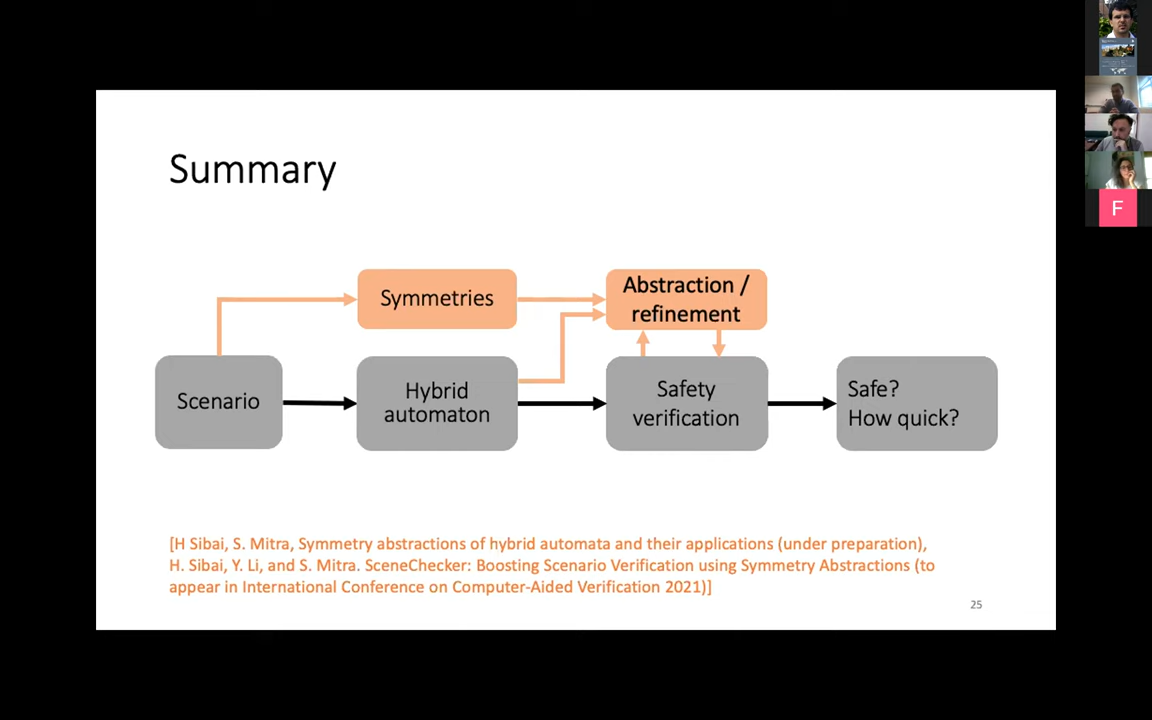 Summary
Symmetries
Abstraction /
refinement
Scenario
Hybrid
automaton
Safety
verification
Safe?
How quick?
[H Sibai, S. Mitra, Symmetry abstractions of hybrid automata and their applications (under preparation),
H. Sibai, Y. Li, and S. Mitra. SceneChecker: Boosting Scenario Verification using Symmetry Abstractions (to
appear in International Conference on Computer-Aided Verification 2021)]
25
F